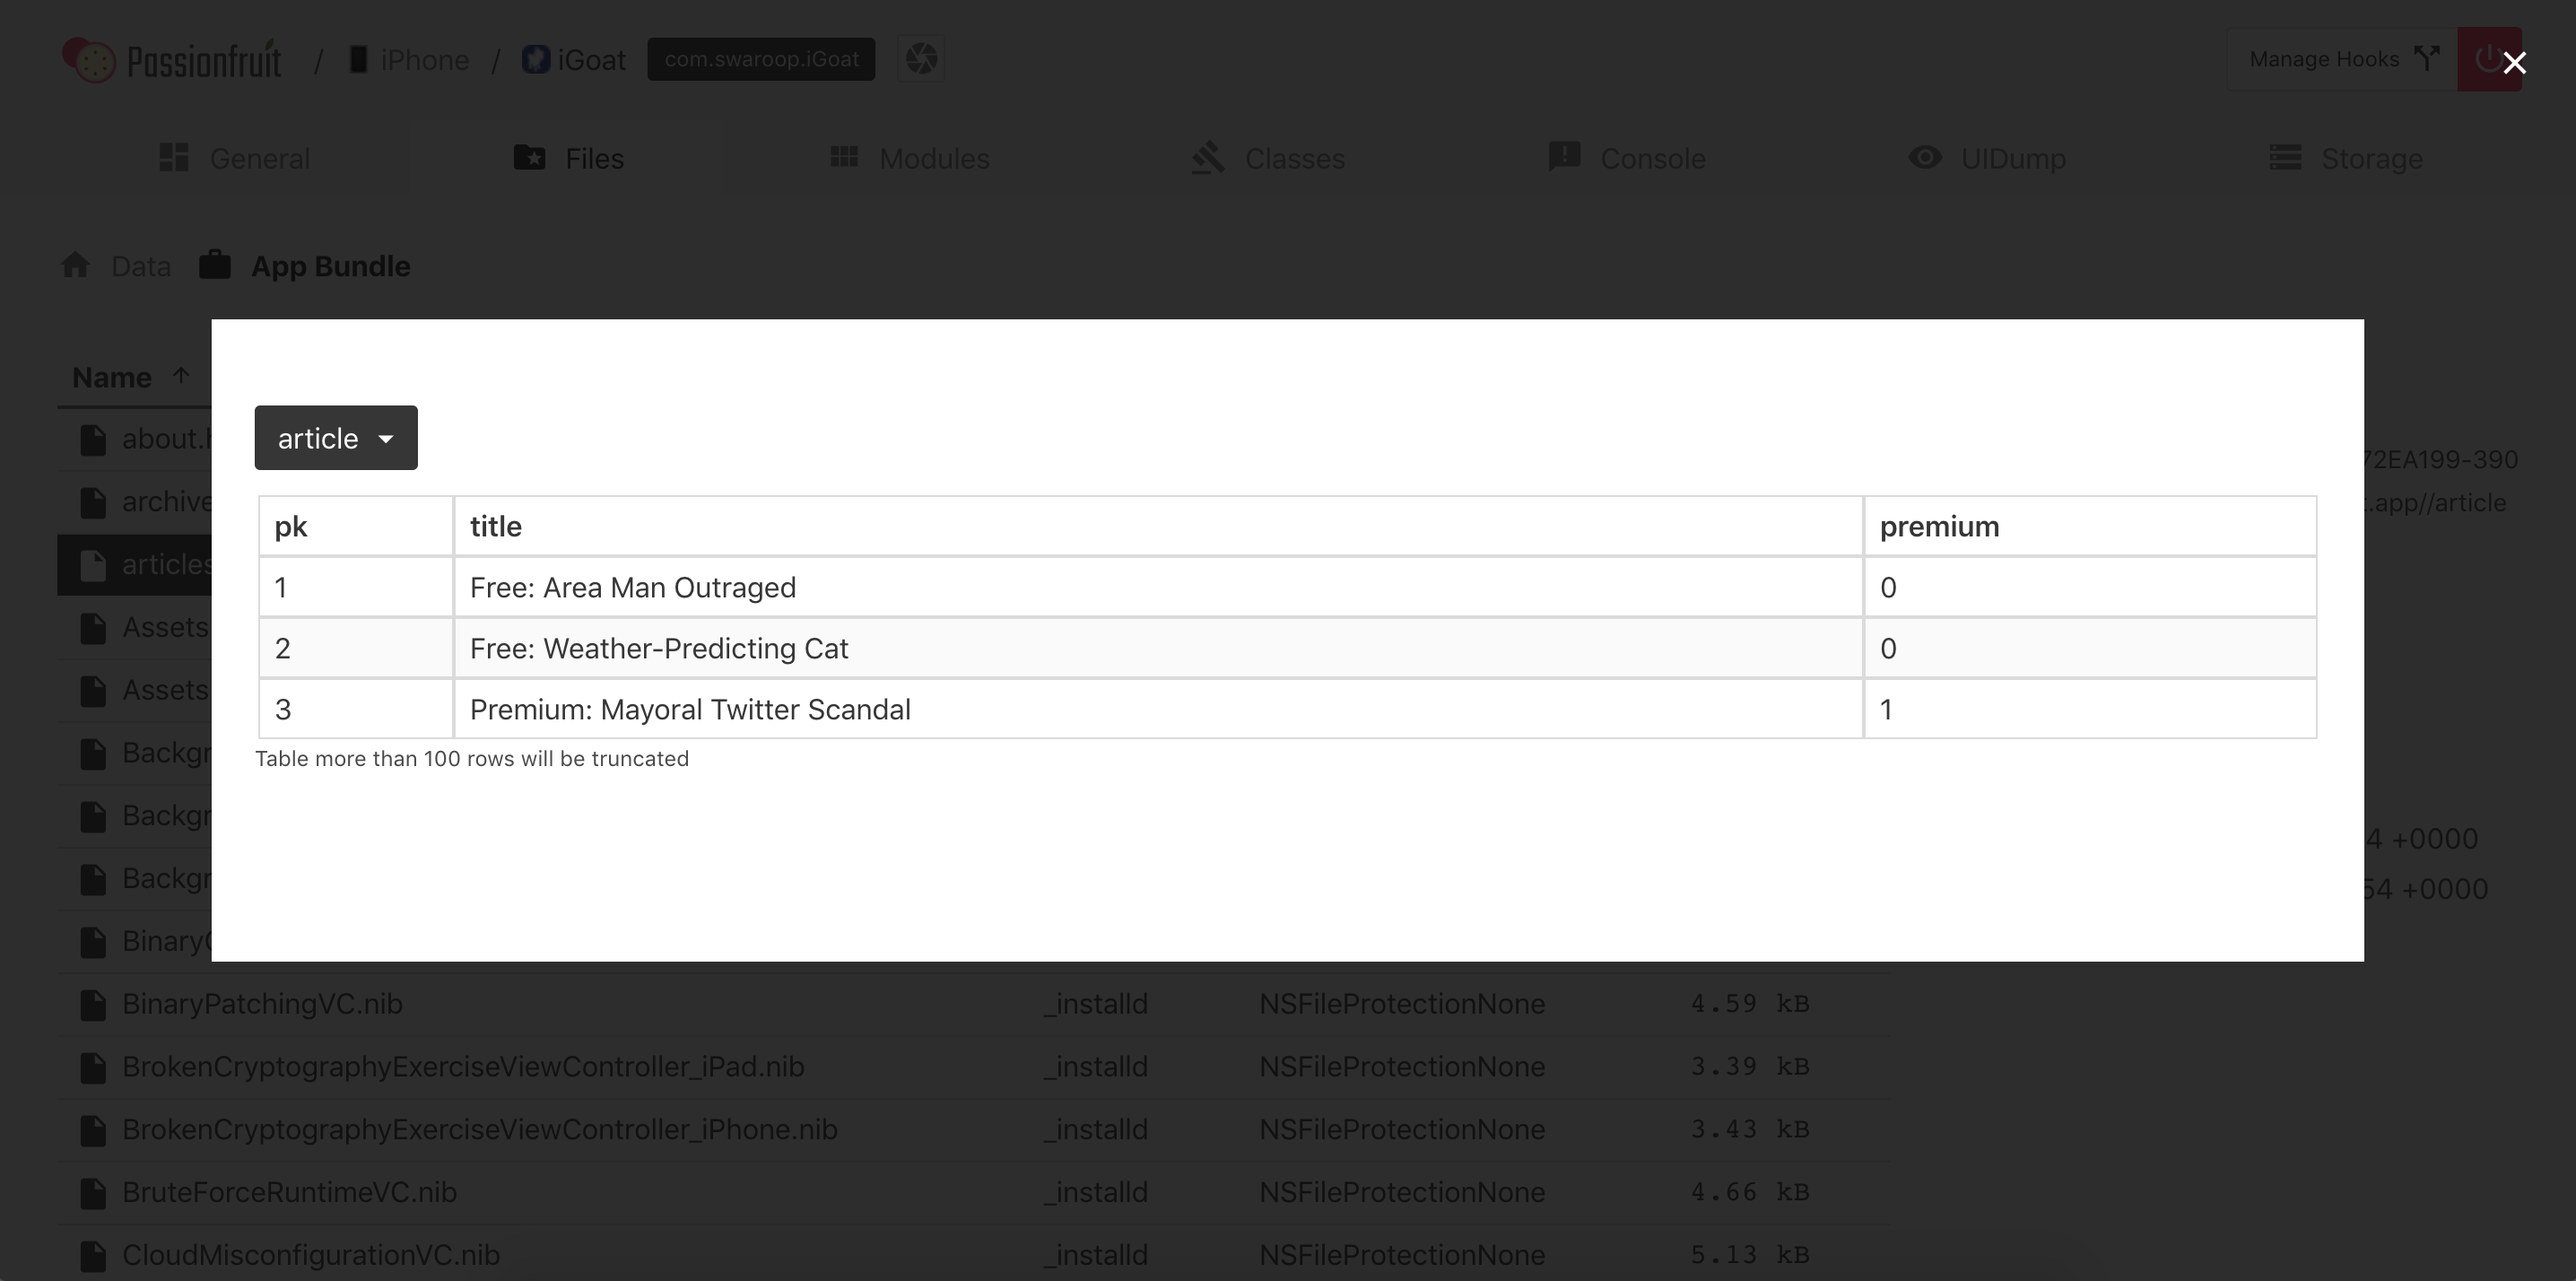 Passionfruit / iPhone / iGoat com.swaroop.iGoat Manage Hooks
General Files Modules Classes Console UIDump Storage
Data App Bundle
Name
article
pk title premium
1 Free: Area Man Outraged 0
2 Free: Weather-Predicting Cat 0
3 Premium: Mayoral Twitter Scandal 1
Table more than 100 rows will be truncated
about.
archive
articles
Assets
Assets
Backgr
Backgr
Backgr
Binary
72EA199-390
.app//article
4 +0000
54 +0000
BinaryPatchingVC.nib _installd NSFileProtectionNone 4.59 kB
BrokenCryptographyExerciseViewController_iPad.nib _installd NSFileProtectionNone 3.39 kB
BrokenCryptographyExerciseViewController_iPhone.nib _installd NSFileProtectionNone 3.43 kB
BruteForceRuntimeVC.nib _installd NSFileProtectionNone 4.66 kB
CloudMisconfigurationVC.nib _installd NSFileProtectionNone 5.13 kB